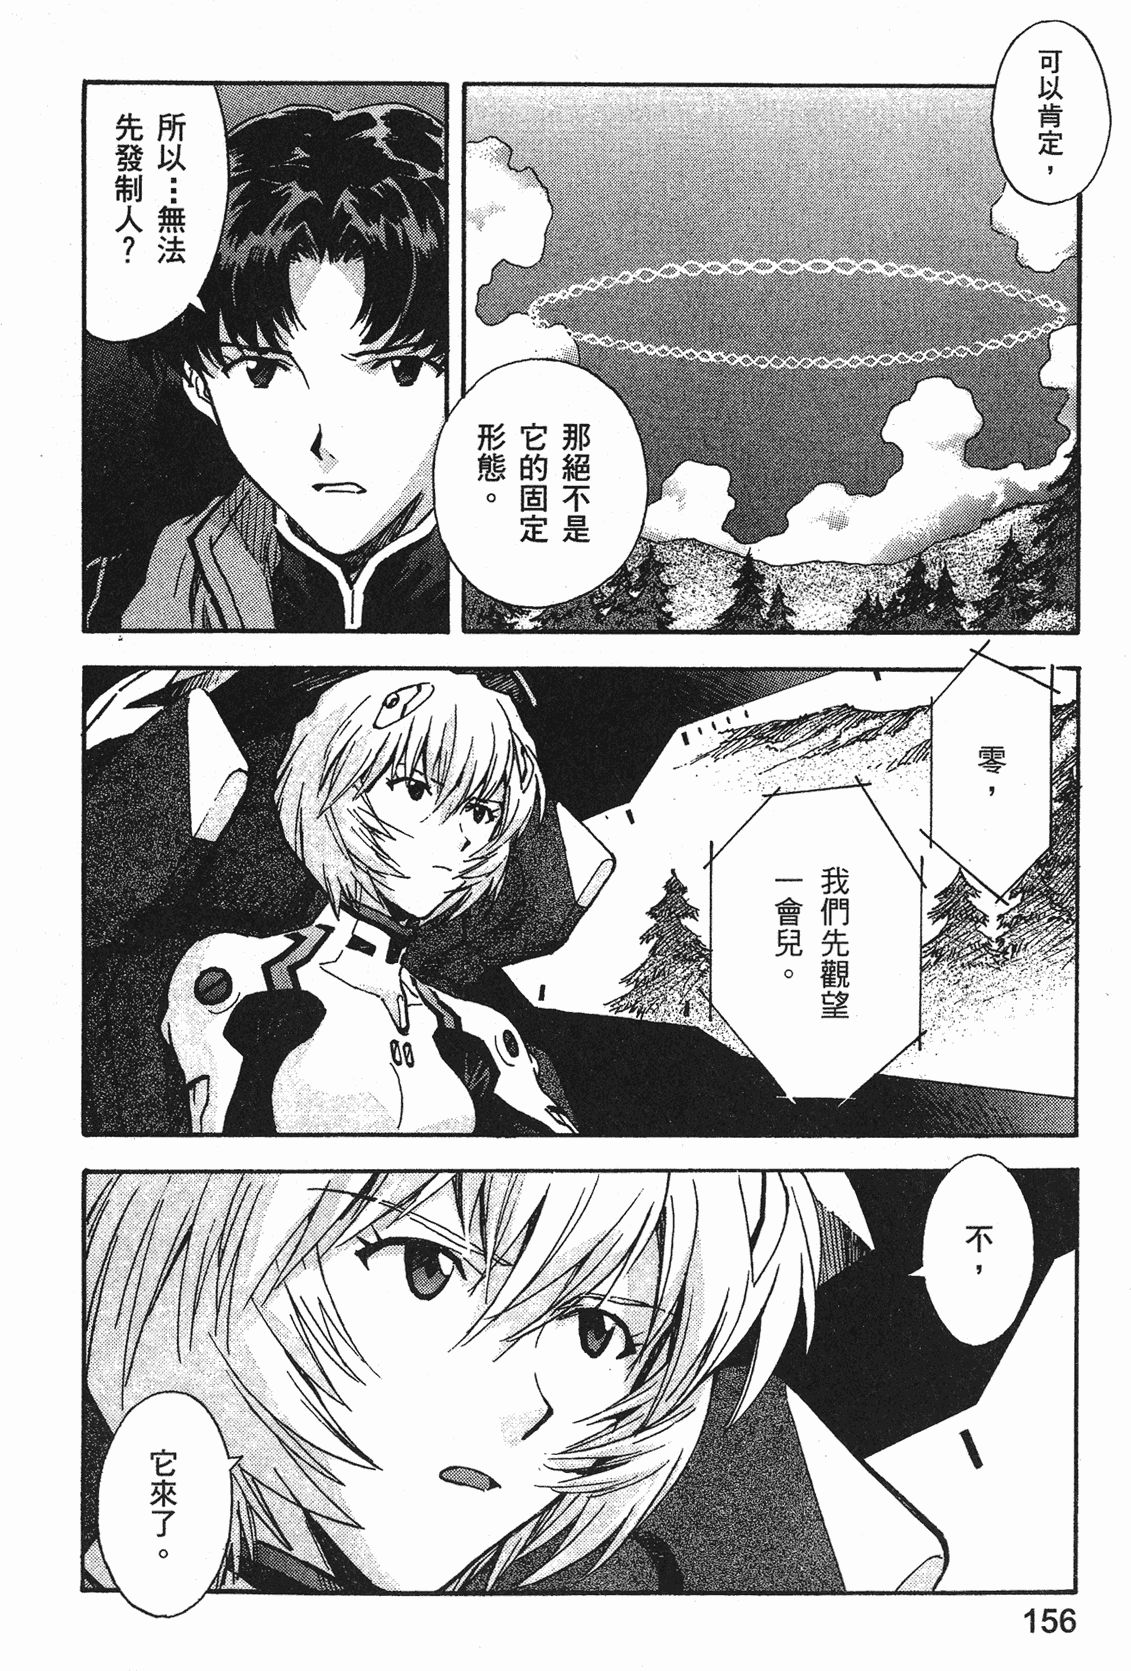 可以肯定，
那絕不是
它的固定
形態。
所以⋯無法
先發制人？
零，
我們先觀望
一會兒。
00
不，
它來了。
156